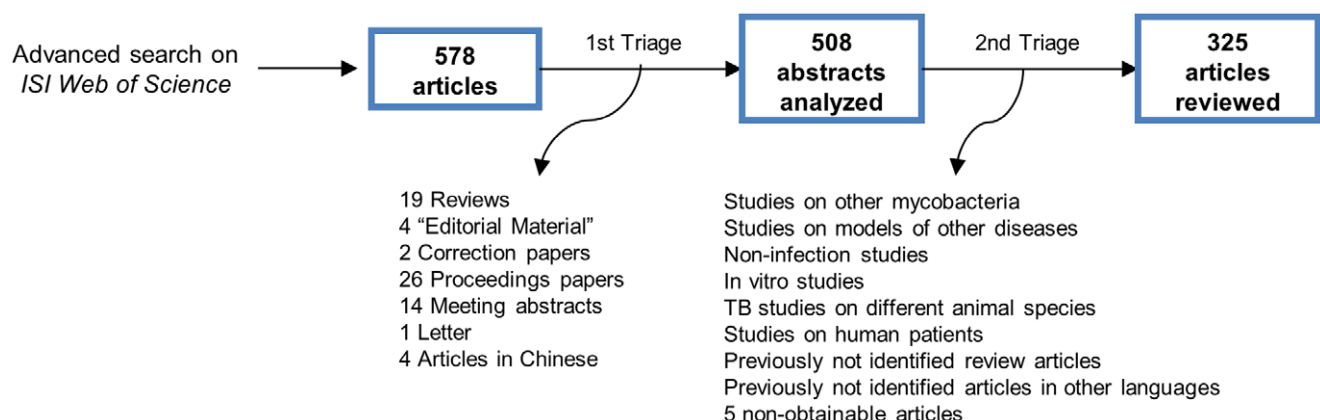 Advanced search on
ISI Web of Science
578
articles
1st Triage
508
abstracts
analyzed
2nd Triage
325
articles
reviewed
19 Reviews
4 “Editorial Material”
2 Correction papers
26 Proceedings papers
14 Meeting abstracts
1 Letter
4 Articles in Chinese
Studies on other mycobacteria
Studies on models of other diseases
Non-infection studies
In vitro studies
TB studies on different animal species
Studies on human patients
Previously not identified review articles
Previously not identified articles in other languages
5 non-obtainable articles